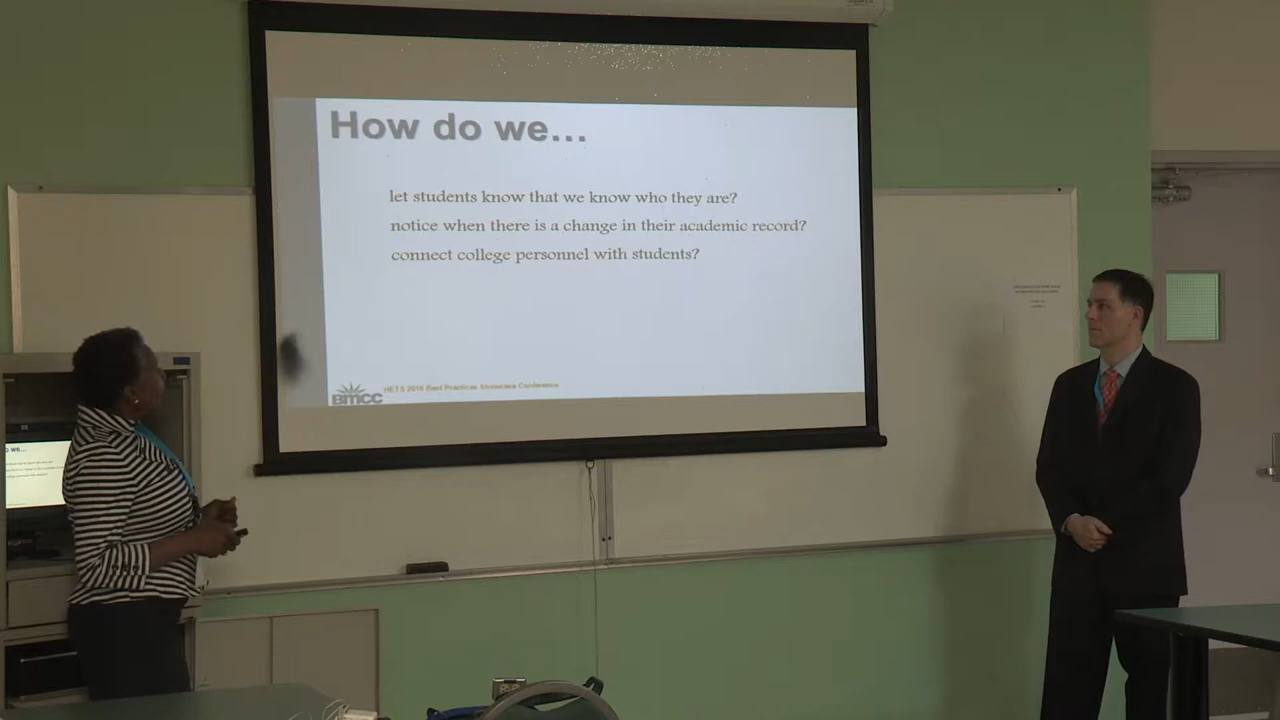 How do we...
let students know that we know who they are?
notice when there is a change in their academic record?
connect college personnel with students?
BMCC
HETS 2016 Best Practices Showcase Conference